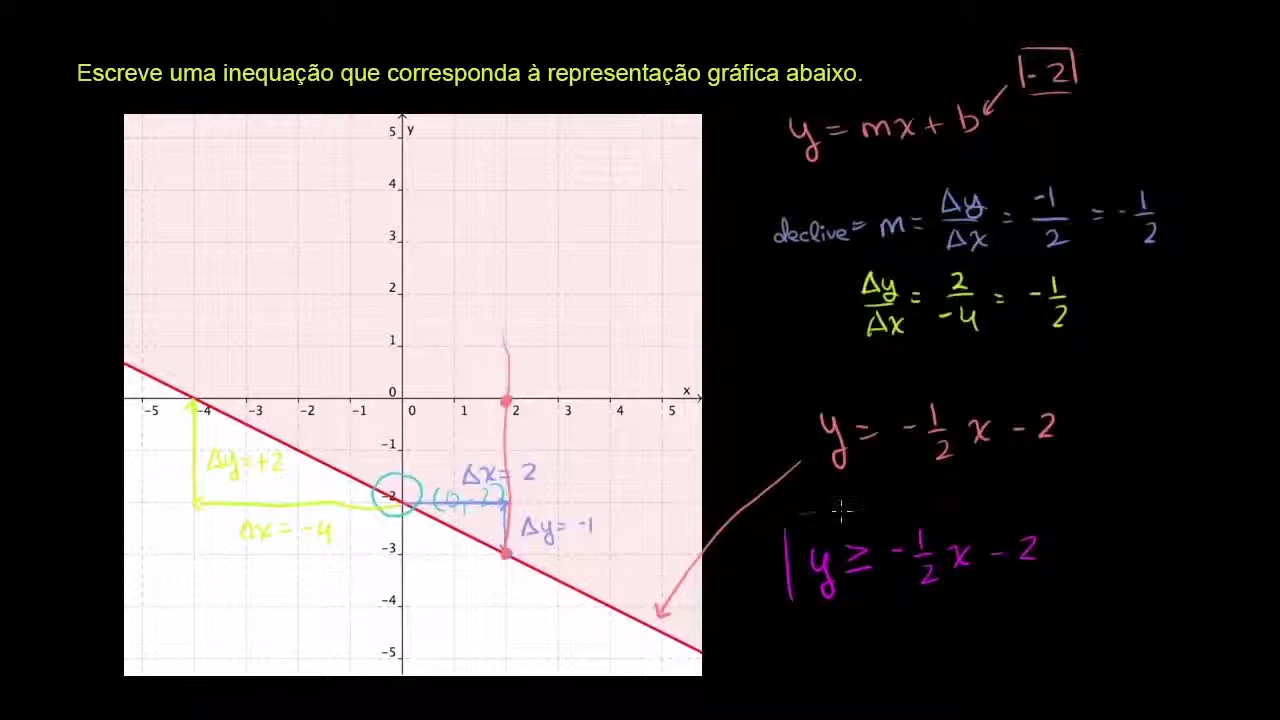 Escreve uma inequação que corresponda à representação gráfica abaixo.
|-2|
y = mx + b
declive = m = Δy/Δx = -1/2 = -1/2
Δy/Δx = 2/-4 = -1/2
y = -1/2 x - 2
y ≥ -1/2 x - 2
y
5
4
3
2
1
0
x
-5 -4 -3 -2 -1 0 1 2 3 4 5
-1
Δy = +2
Δx = 2
-2
(0,-2)
Δx = -4
Δy = -1
-3
-4
-5